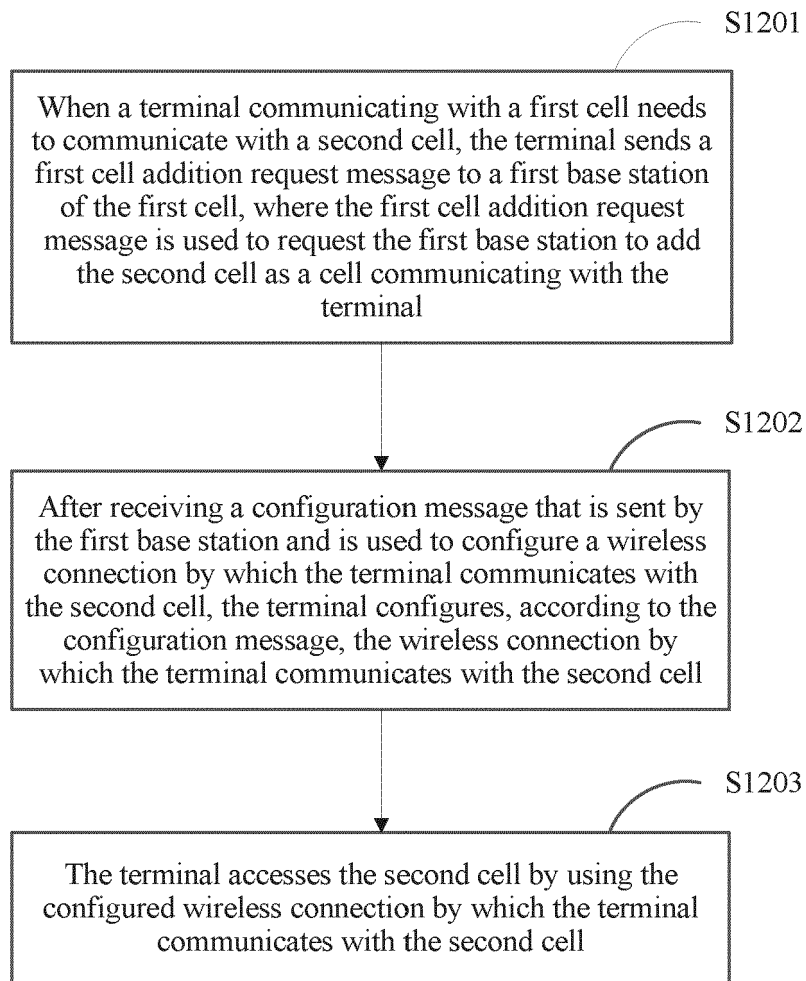 S1201
When a terminal communicating with a first cell needs
to communicate with a second cell, the terminal sends a
first cell addition request message to a first base station
of the first cell, where the first cell addition request
message is used to request the first base station to add
the second cell as a cell communicating with the
terminal
S1202
After receiving a configuration message that is sent by
the first base station and is used to configure a wireless
connection by which the terminal communicates with
the second cell, the terminal configures, according to the
configuration message, the wireless connection by
which the terminal communicates with the second cell
S1203
The terminal accesses the second cell by using the
configured wireless connection by which the terminal
communicates with the second cell